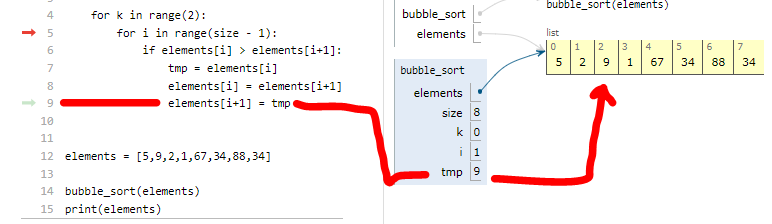 bubble_sort(elements)
4 for k in range(2):
5 for i in range(size - 1):
6 if elements[i] > elements[i+1]:
7 tmp = elements[i]
8 elements[i] = elements[i+1]
9 elements[i+1] = tmp
10
11
12 elements = [5,9,2,1,67,34,88,34]
13
14 bubble_sort(elements)
15 print(elements)
bubble_sort
elements
list
0 1 2 3 4 5 6 7
5 2 9 1 67 34 88 34
bubble_sort
elements
size 8
k 0
i 1
tmp 9